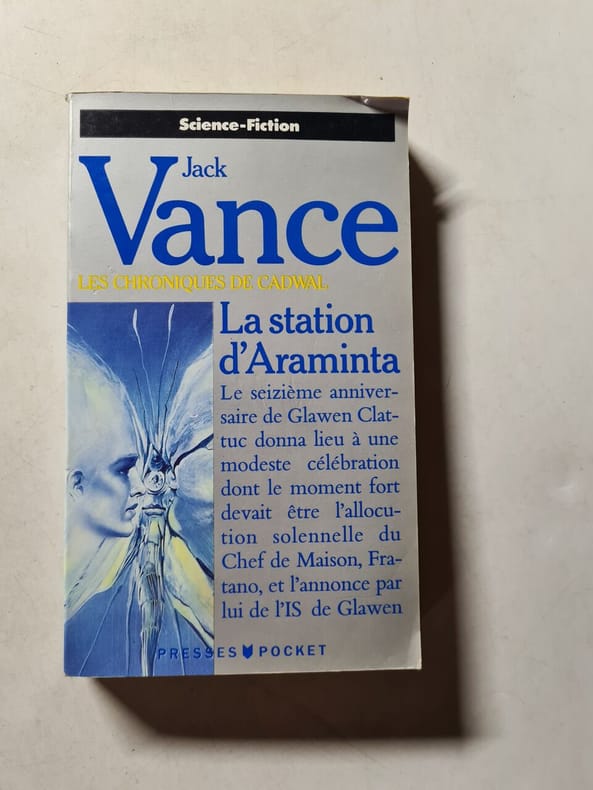 Science-Fiction
Jack
Vance
LES CHRONIQUES DE CADWAL
La station
d'Araminta
Le seizième anniver-
saire de Glawen Clat-
tuc donna lieu à une
modeste célébration
dont le moment fort
devait être l'allocu-
tion solennelle du
Chef de Maison, Fra-
tano, et l'annonce par
lui de l'IS de Glawen
PRESSES POCKET